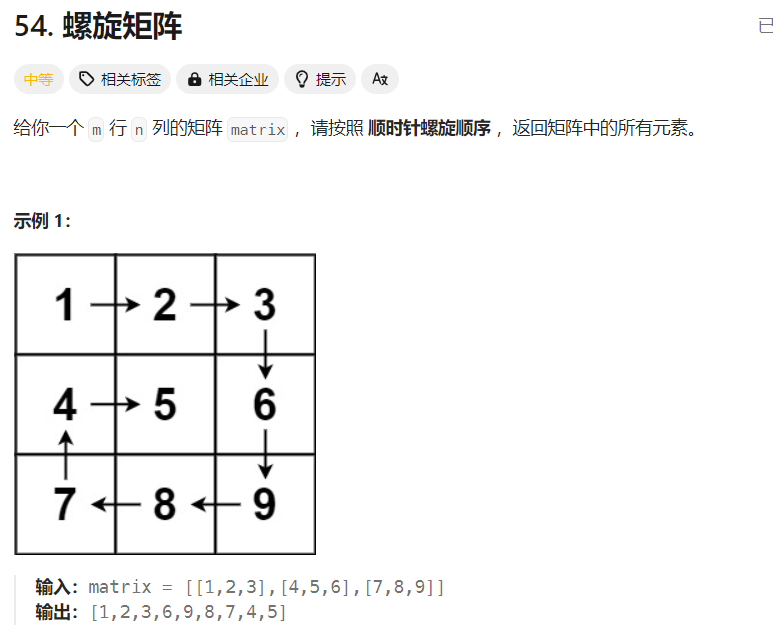 54. 螺旋矩阵
已
中等 相关标签 相关企业 提示 A文
给你一个 m 行 n 列的矩阵 matrix ，请按照 顺时针螺旋顺序 ，返回矩阵中的所有元素。
示例 1：
1 2 3
4 5 6
7 8 9
输入：matrix = [[1,2,3],[4,5,6],[7,8,9]]
输出：[1,2,3,6,9,8,7,4,5]